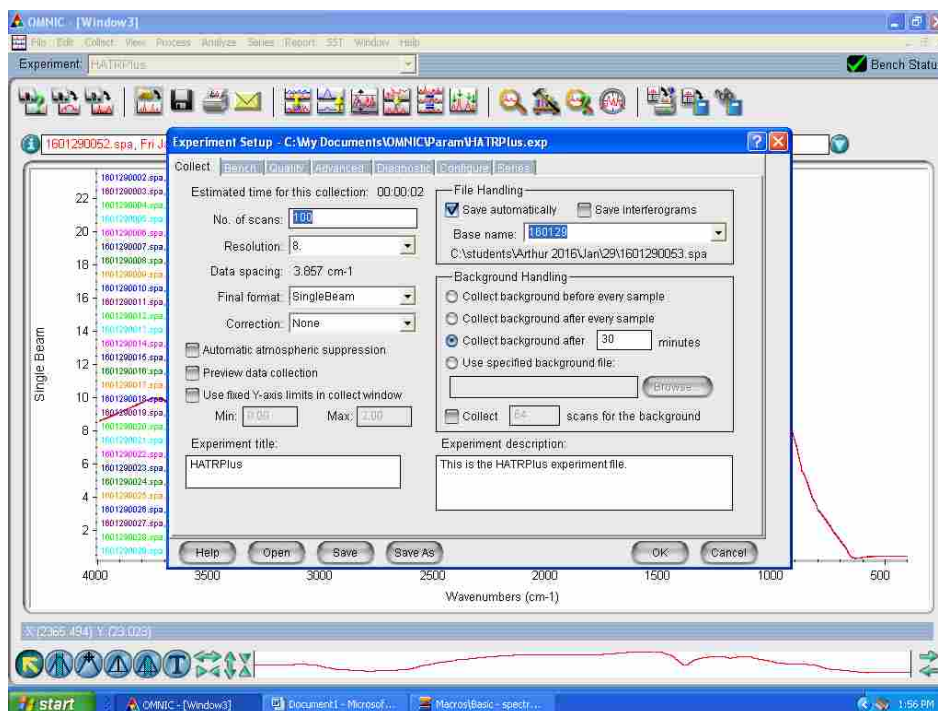 OMNIC - [Window3]
File Edit Collect View Process Analyze Series Report SST Window Help
Experiment: HATRPlus
Bench Statu
1601290052.spa, Fri Ja
Experiment Setup - C:\My Documents\OMNIC\Param\HATRPlus.exp
Collect Bench Quality Advanced Diagnostic Configure Series
Estimated time for this collection: 00:00:02
No. of scans: 100
Resolution: 8.
Data spacing: 3.857 cm-1
Final format: SingleBeam
Correction: None
Automatic atmospheric suppression
Preview data collection
Use fixed Y-axis limits in collect window
Min: 0.00 Max: 2.00
Experiment title:
HATRPlus
File Handling
Save automatically Save interferograms
Base name: 160129
C:\students\Arthur 2016\Jan\29\1601290053.spa
Background Handling
Collect background before every sample
Collect background after every sample
Collect background after 30 minutes
Use specified background file:
Browse...
Collect 64 scans for the background
Experiment description:
This is the HATRPlus experiment file.
Help Open Save Save As OK Cancel
1601290002.spa,
1601290003.spa,
1601290004.spa,
1601290005.spa,
1601290006.spa,
1601290007.spa,
1601290008.spa,
1601290009.spa,
1601290010.spa,
1601290011.spa,
1601290012.spa,
1601290013.spa,
1601290014.spa,
1601290015.spa,
1601290016.spa,
1601290017.spa,
1601290018.spa,
1601290019.spa,
1601290020.spa,
1601290021.spa,
1601290022.spa,
1601290023.spa,
1601290024.spa,
1601290025.spa,
1601290026.spa,
1601290027.spa,
1601290028.spa,
1601290029.spa,
22
20
18
16
14
12
10
8
6
4
2
Single Beam
4000 3500 3000 2500 2000 1500 1000 500
Wavenumbers (cm-1)
X:(2365.494) Y:(23.023)
start OMNIC - [Window3] Document1 - Microsof... Macros\Basic - spectr... 1:56 PM